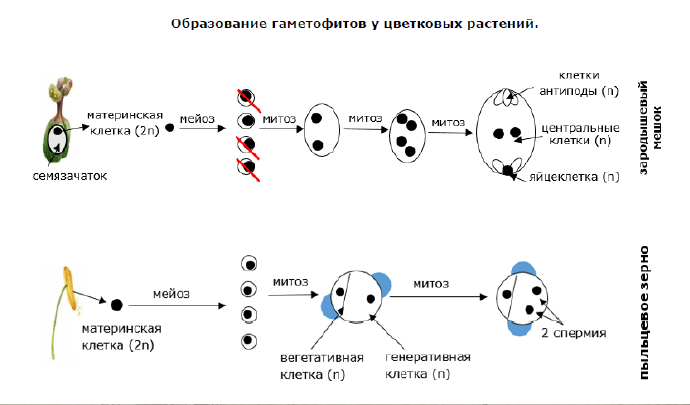 Образование гаметофитов у цветковых растений.
клетки
антиподы (n)
материнская
клетка (2n)
мейоз
митоз
митоз
митоз
центральные
клетки (n)
семязачаток
яйцеклетка (n)
зародышевый
мешок
мейоз
митоз
митоз
материнская
клетка (2n)
2 спермия
вегетативная
клетка (n)
генеративная
клетка (n)
пыльцевое зерно